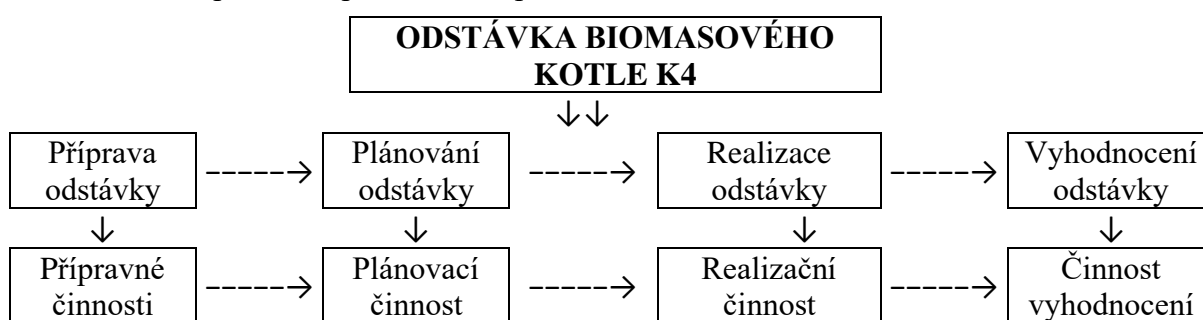 ODSTÁVKA BIOMASOVÉHO
KOTLE K4
Příprava
odstávky
Plánování
odstávky
Realizace
odstávky
Vyhodnocení
odstávky
Přípravné
činnosti
Plánovací
činnost
Realizační
činnost
Činnost
vyhodnocení